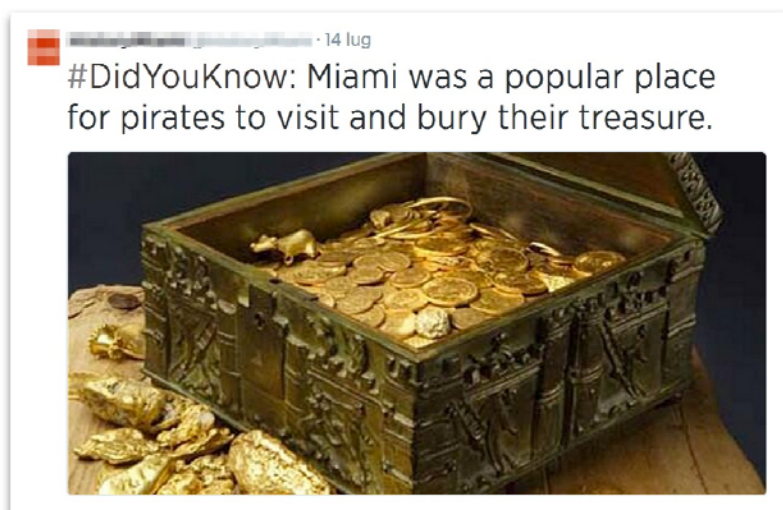 · 14 lug
#DidYouKnow: Miami was a popular place
for pirates to visit and bury their treasure.